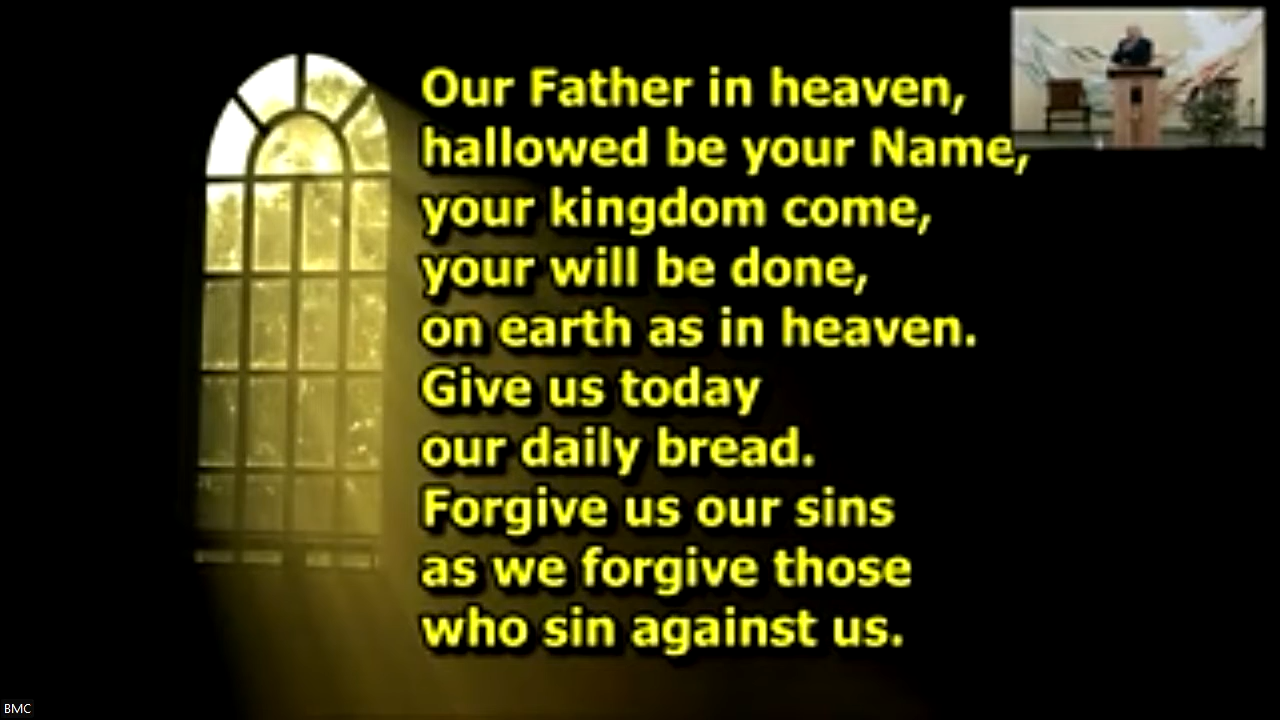 Our Father in heaven,
hallowed be your Name,
your kingdom come,
your will be done,
on earth as in heaven.
Give us today
our daily bread.
Forgive us our sins
as we forgive those
who sin against us.
BMC